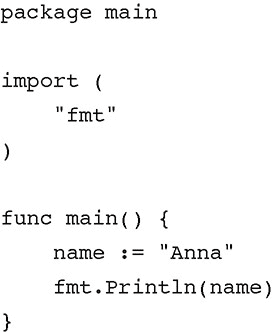 package main

import (
    "fmt"
)

func main() {
    name := "Anna"
    fmt.Println(name)
}